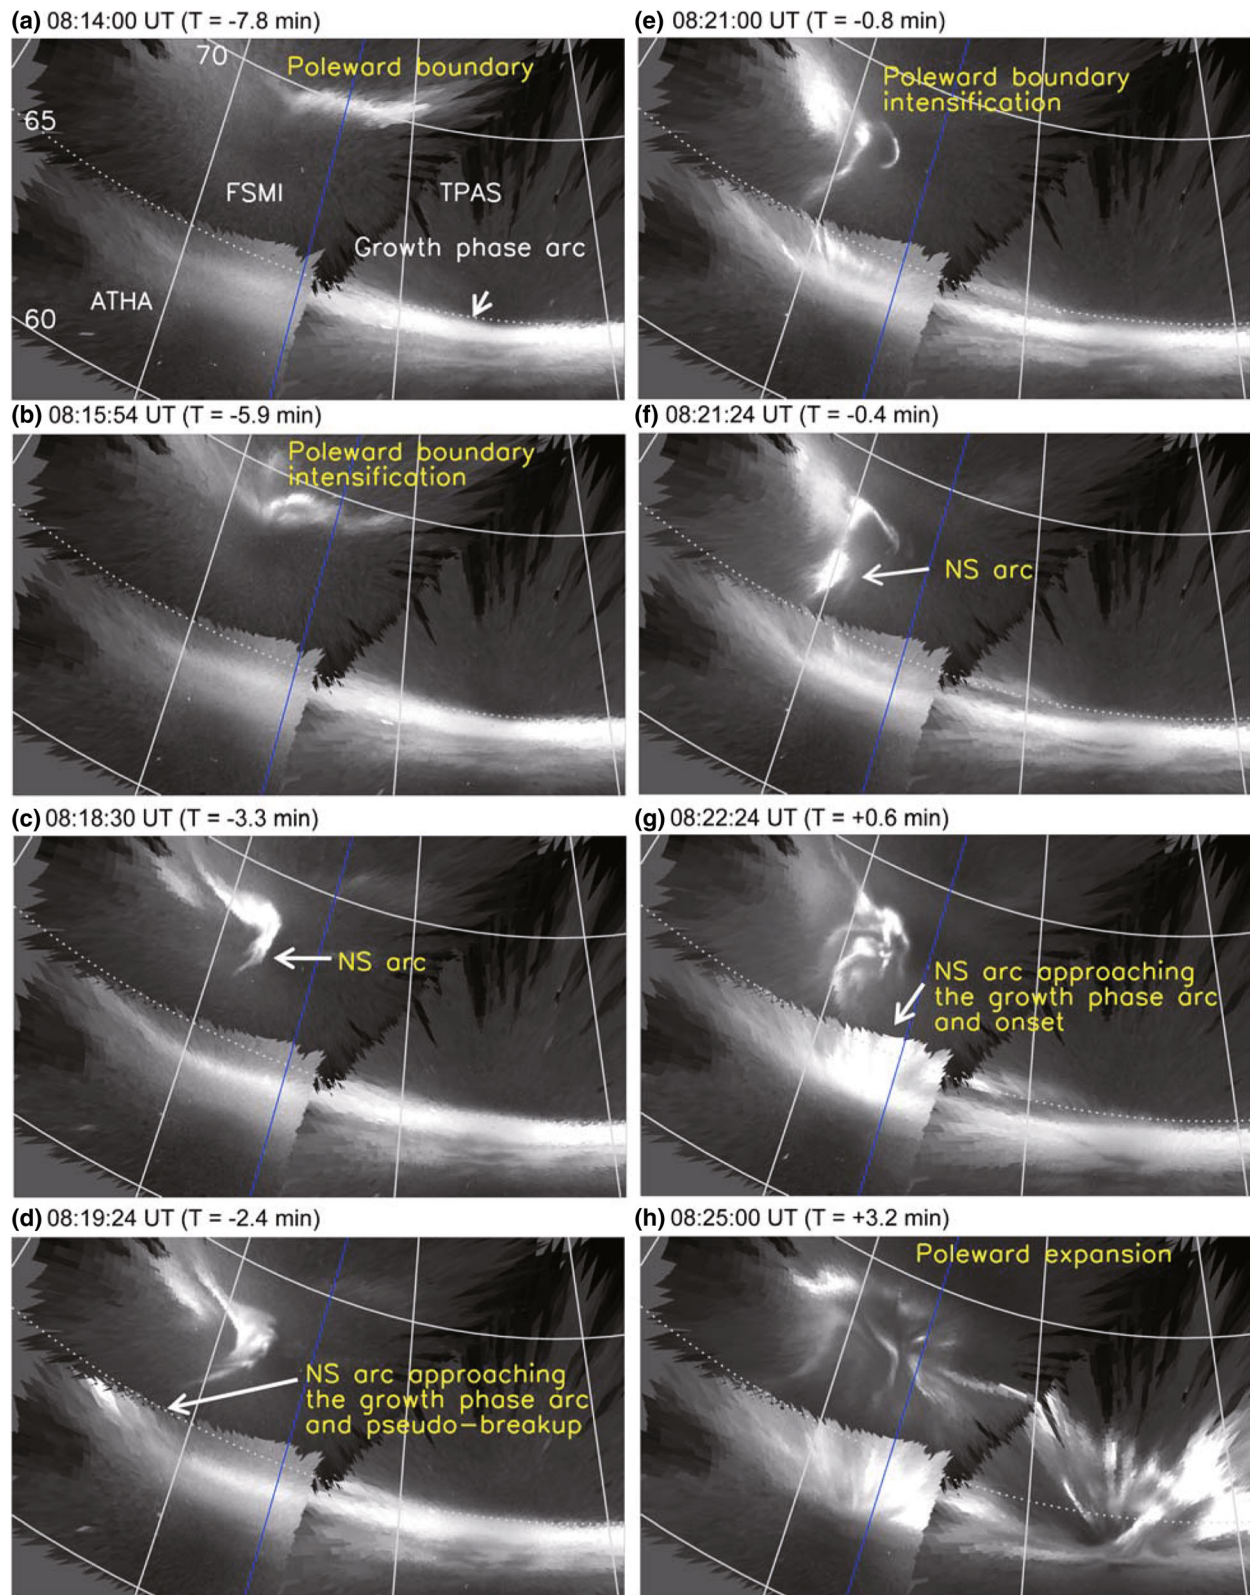 (a) 08:14:00 UT (T = -7.8 min)
70
Poleward boundary
65
FSMI
TPAS
Growth phase arc
ATHA
60
(b) 08:15:54 UT (T = -5.9 min)
Poleward boundary
intensification
(c) 08:18:30 UT (T = -3.3 min)
NS arc
(d) 08:19:24 UT (T = -2.4 min)
NS arc approaching
the growth phase arc
and pseudo-breakup
(e) 08:21:00 UT (T = -0.8 min)
Poleward boundary
intensification
(f) 08:21:24 UT (T = -0.4 min)
NS arc
(g) 08:22:24 UT (T = +0.6 min)
NS arc approaching
the growth phase arc
and onset
(h) 08:25:00 UT (T = +3.2 min)
Poleward expansion